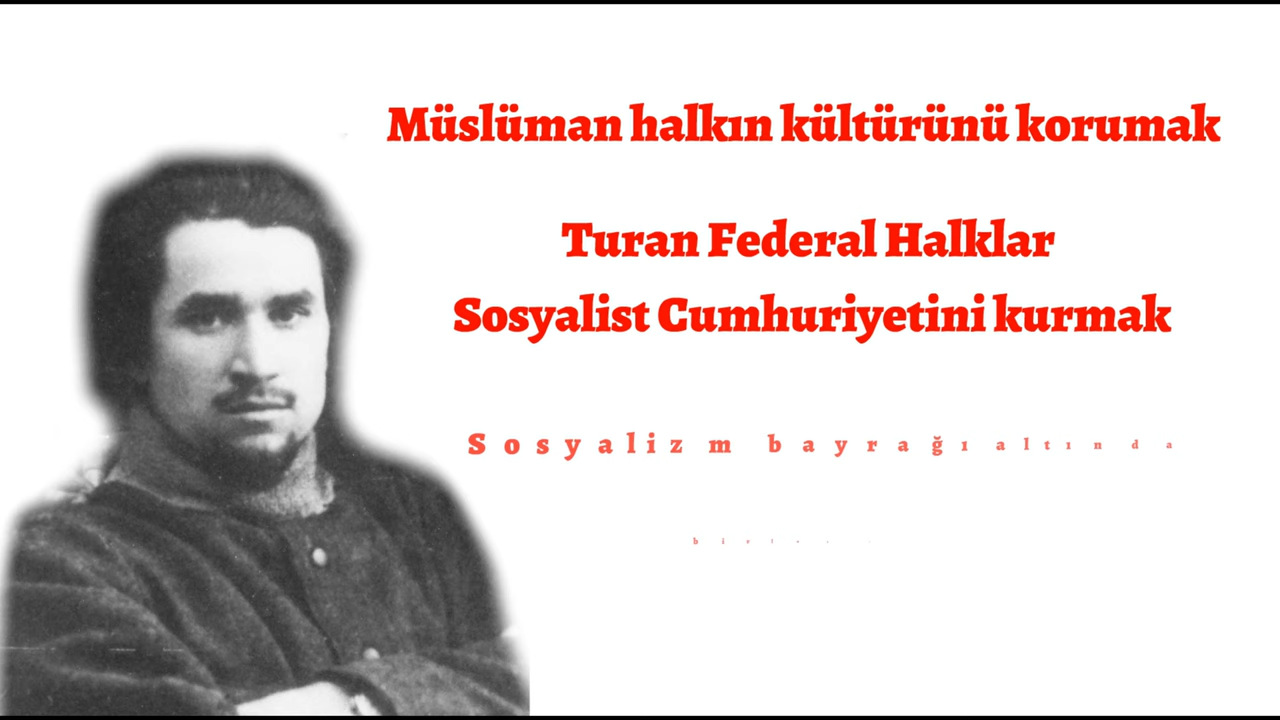 Müslüman halkın kültürünü korumak
Turan Federal Halklar
Sosyalist Cumhuriyetini kurmak
Sosyalizm bayrağı altında